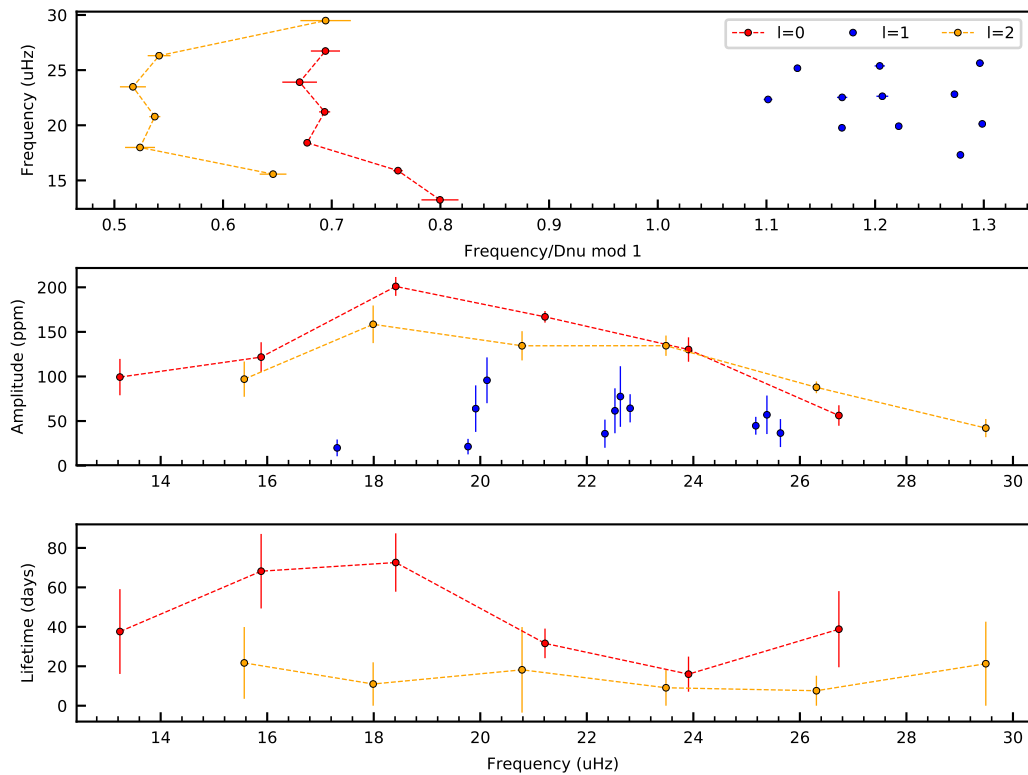 30
25
20
15
Frequency (uHz)
l=0 l=1 l=2
0.5 0.6 0.7 0.8 0.9 1.0 1.1 1.2 1.3
Frequency/Dnu mod 1
200
150
100
50
0
Amplitude (ppm)
14 16 18 20 22 24 26 28 30
80
60
40
20
0
Lifetime (days)
14 16 18 20 22 24 26 28 30
Frequency (uHz)